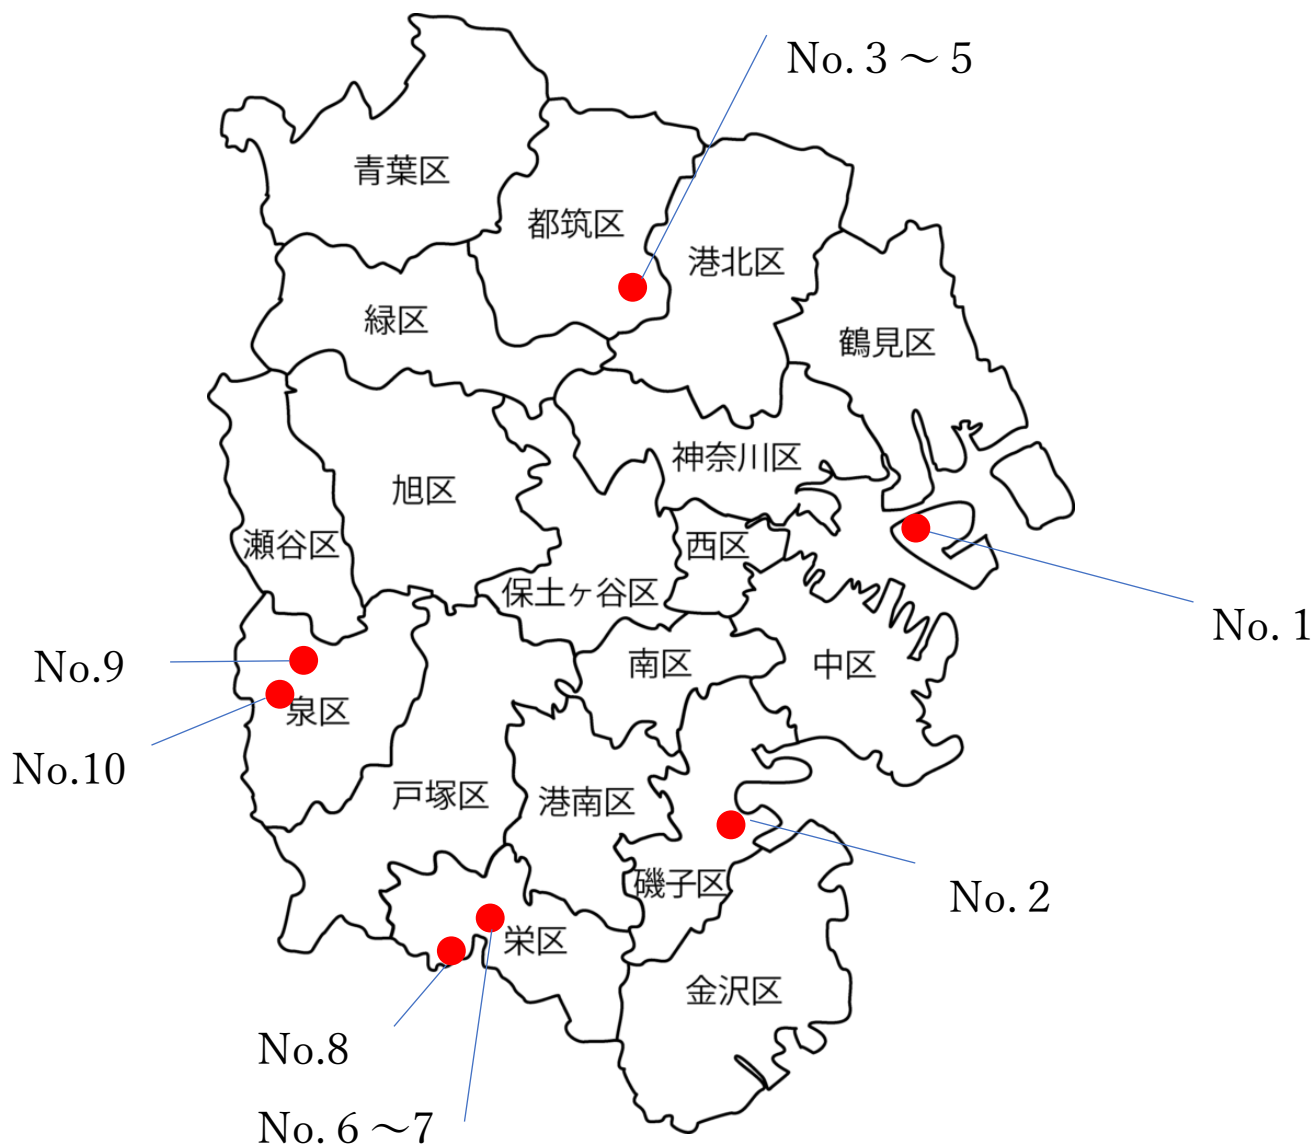 No. 3 ～ 5
青葉区
都筑区
港北区
緑区
鶴見区
神奈川区
旭区
瀬谷区
西区
保土ヶ谷区
No. 1
No.9
南区
中区
泉区
No.10
戸塚区
港南区
磯子区
No. 2
栄区
金沢区
No.8
No. 6 ～7